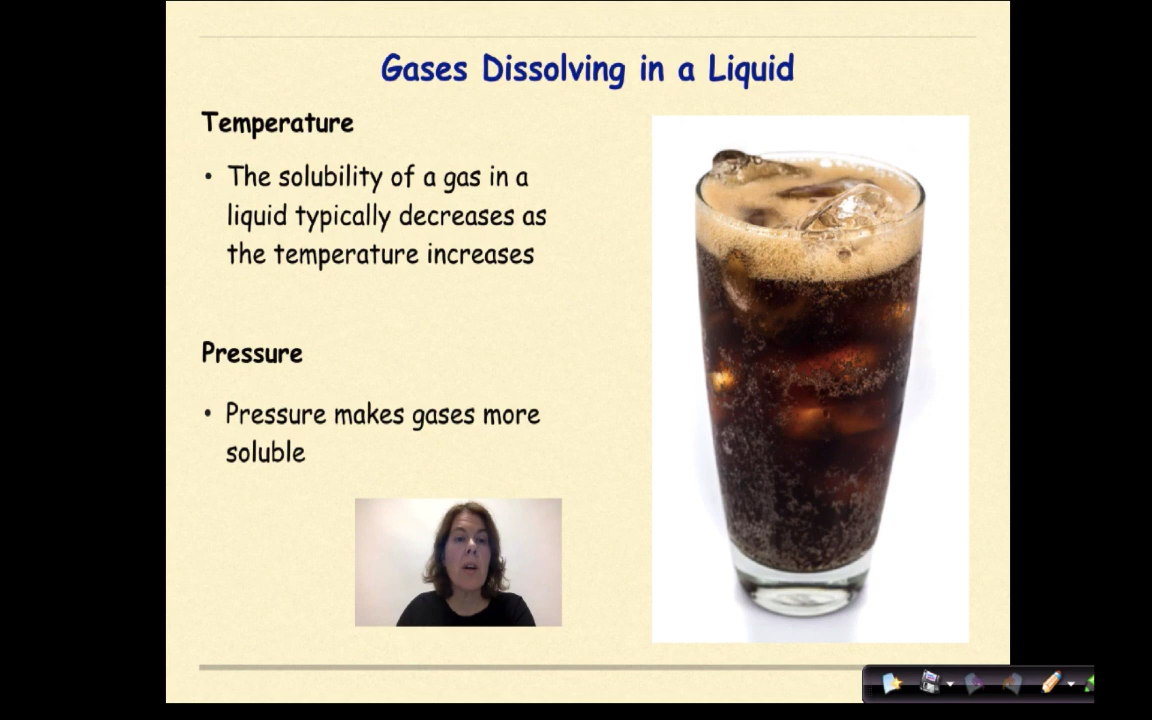 Gases Dissolving in a Liquid
Temperature
• The solubility of a gas in a
liquid typically decreases as
the temperature increases
Pressure
• Pressure makes gases more
soluble